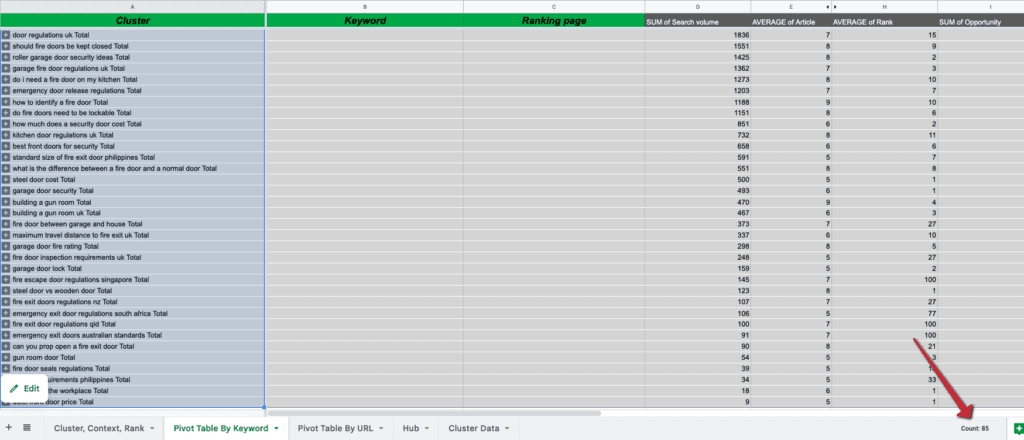 A B C D E H I
Cluster Keyword Ranking page SUM of Search volume AVERAGE of Article AVERAGE of Rank SUM of Opportunity
door regulations uk Total 1836 7 15
should fire doors be kept closed Total 1551 8 9
roller garage door security ideas Total 1425 8 2
garage fire door regulations uk Total 1362 7 3
do i need a fire door on my kitchen Total 1273 8 10
emergency door release regulations Total 1203 7 7
how to identify a fire door Total 1188 9 10
do fire doors need to be lockable Total 1151 8 6
how much does a security door cost Total 851 6 2
kitchen door regulations uk Total 732 8 11
best front doors for security Total 658 6 6
standard size of fire exit door philippines Total 591 5 7
what is the difference between a fire door and a normal door Total 551 8 8
steel door cost Total 500 5 1
garage door security Total 493 6 1
building a gun room Total 470 9 4
building a gun room uk Total 467 6 3
fire door between garage and house Total 373 7 27
maximum travel distance to fire exit uk Total 337 6 10
garage door fire rating Total 298 8 5
fire door inspection requirements uk Total 248 5 27
garage door lock Total 159 5 2
fire escape door regulations singapore Total 145 7 100
steel door vs wooden door Total 123 8 1
fire exit doors regulations nz Total 107 7 27
emergency exit door regulations south africa Total 106 5 77
fire exit door regulations qld Total 100 7 100
emergency exit doors australian standards Total 91 7 100
can you prop open a fire exit door Total 90 8 21
gun room door Total 54 5 3
fire door seals regulations Total 39 5
philippines Total 34 5 33
the workplace Total 18 6 1
door price Total 9 5 1
Edit
Cluster, Context, Rank Pivot Table By Keyword Pivot Table By URL Hub Cluster Data Count: 85